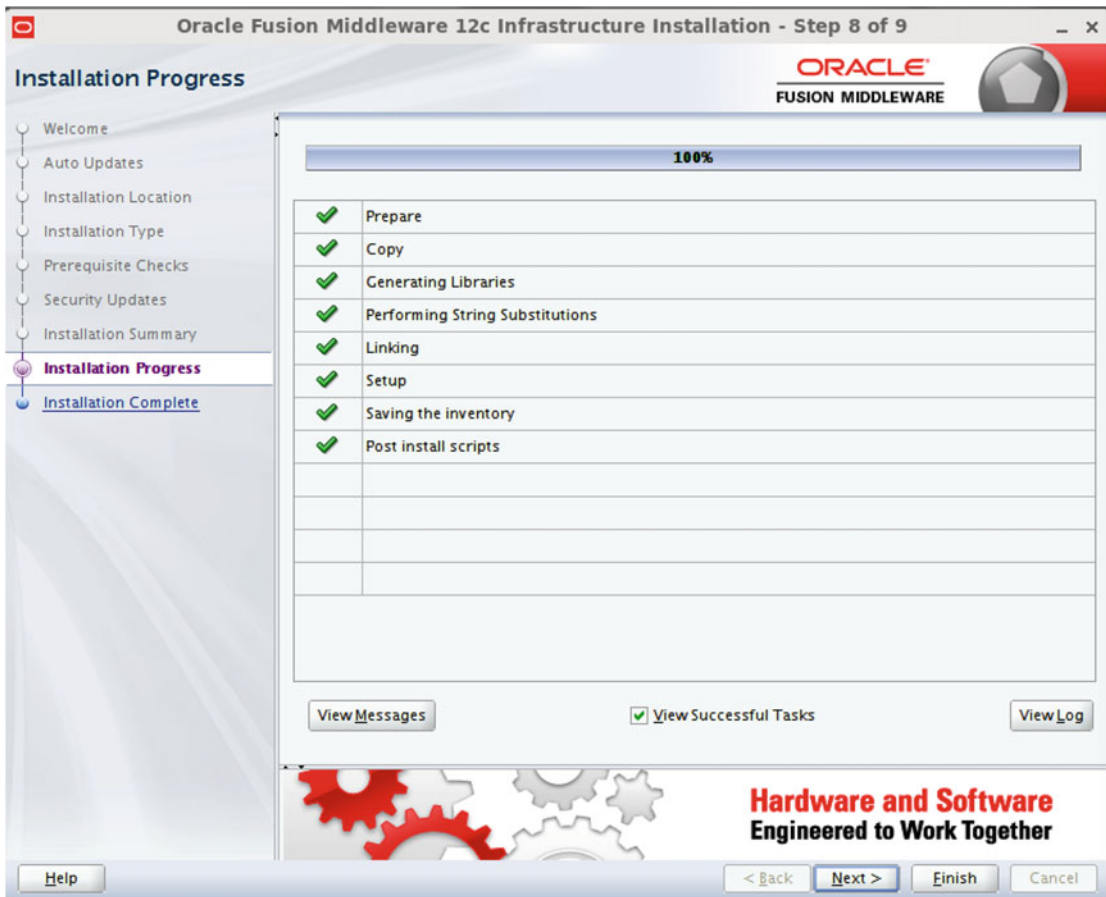 Oracle Fusion Middleware 12c Infrastructure Installation - Step 8 of 9
Installation Progress
ORACLE
FUSION MIDDLEWARE
Welcome
Auto Updates
Installation Location
Installation Type
Prerequisite Checks
Security Updates
Installation Summary
Installation Progress
Installation Complete
100%
Prepare
Copy
Generating Libraries
Performing String Substitutions
Linking
Setup
Saving the inventory
Post install scripts
View Messages
View Successful Tasks
View Log
Hardware and Software
Engineered to Work Together
Help
< Back
Next >
Finish
Cancel